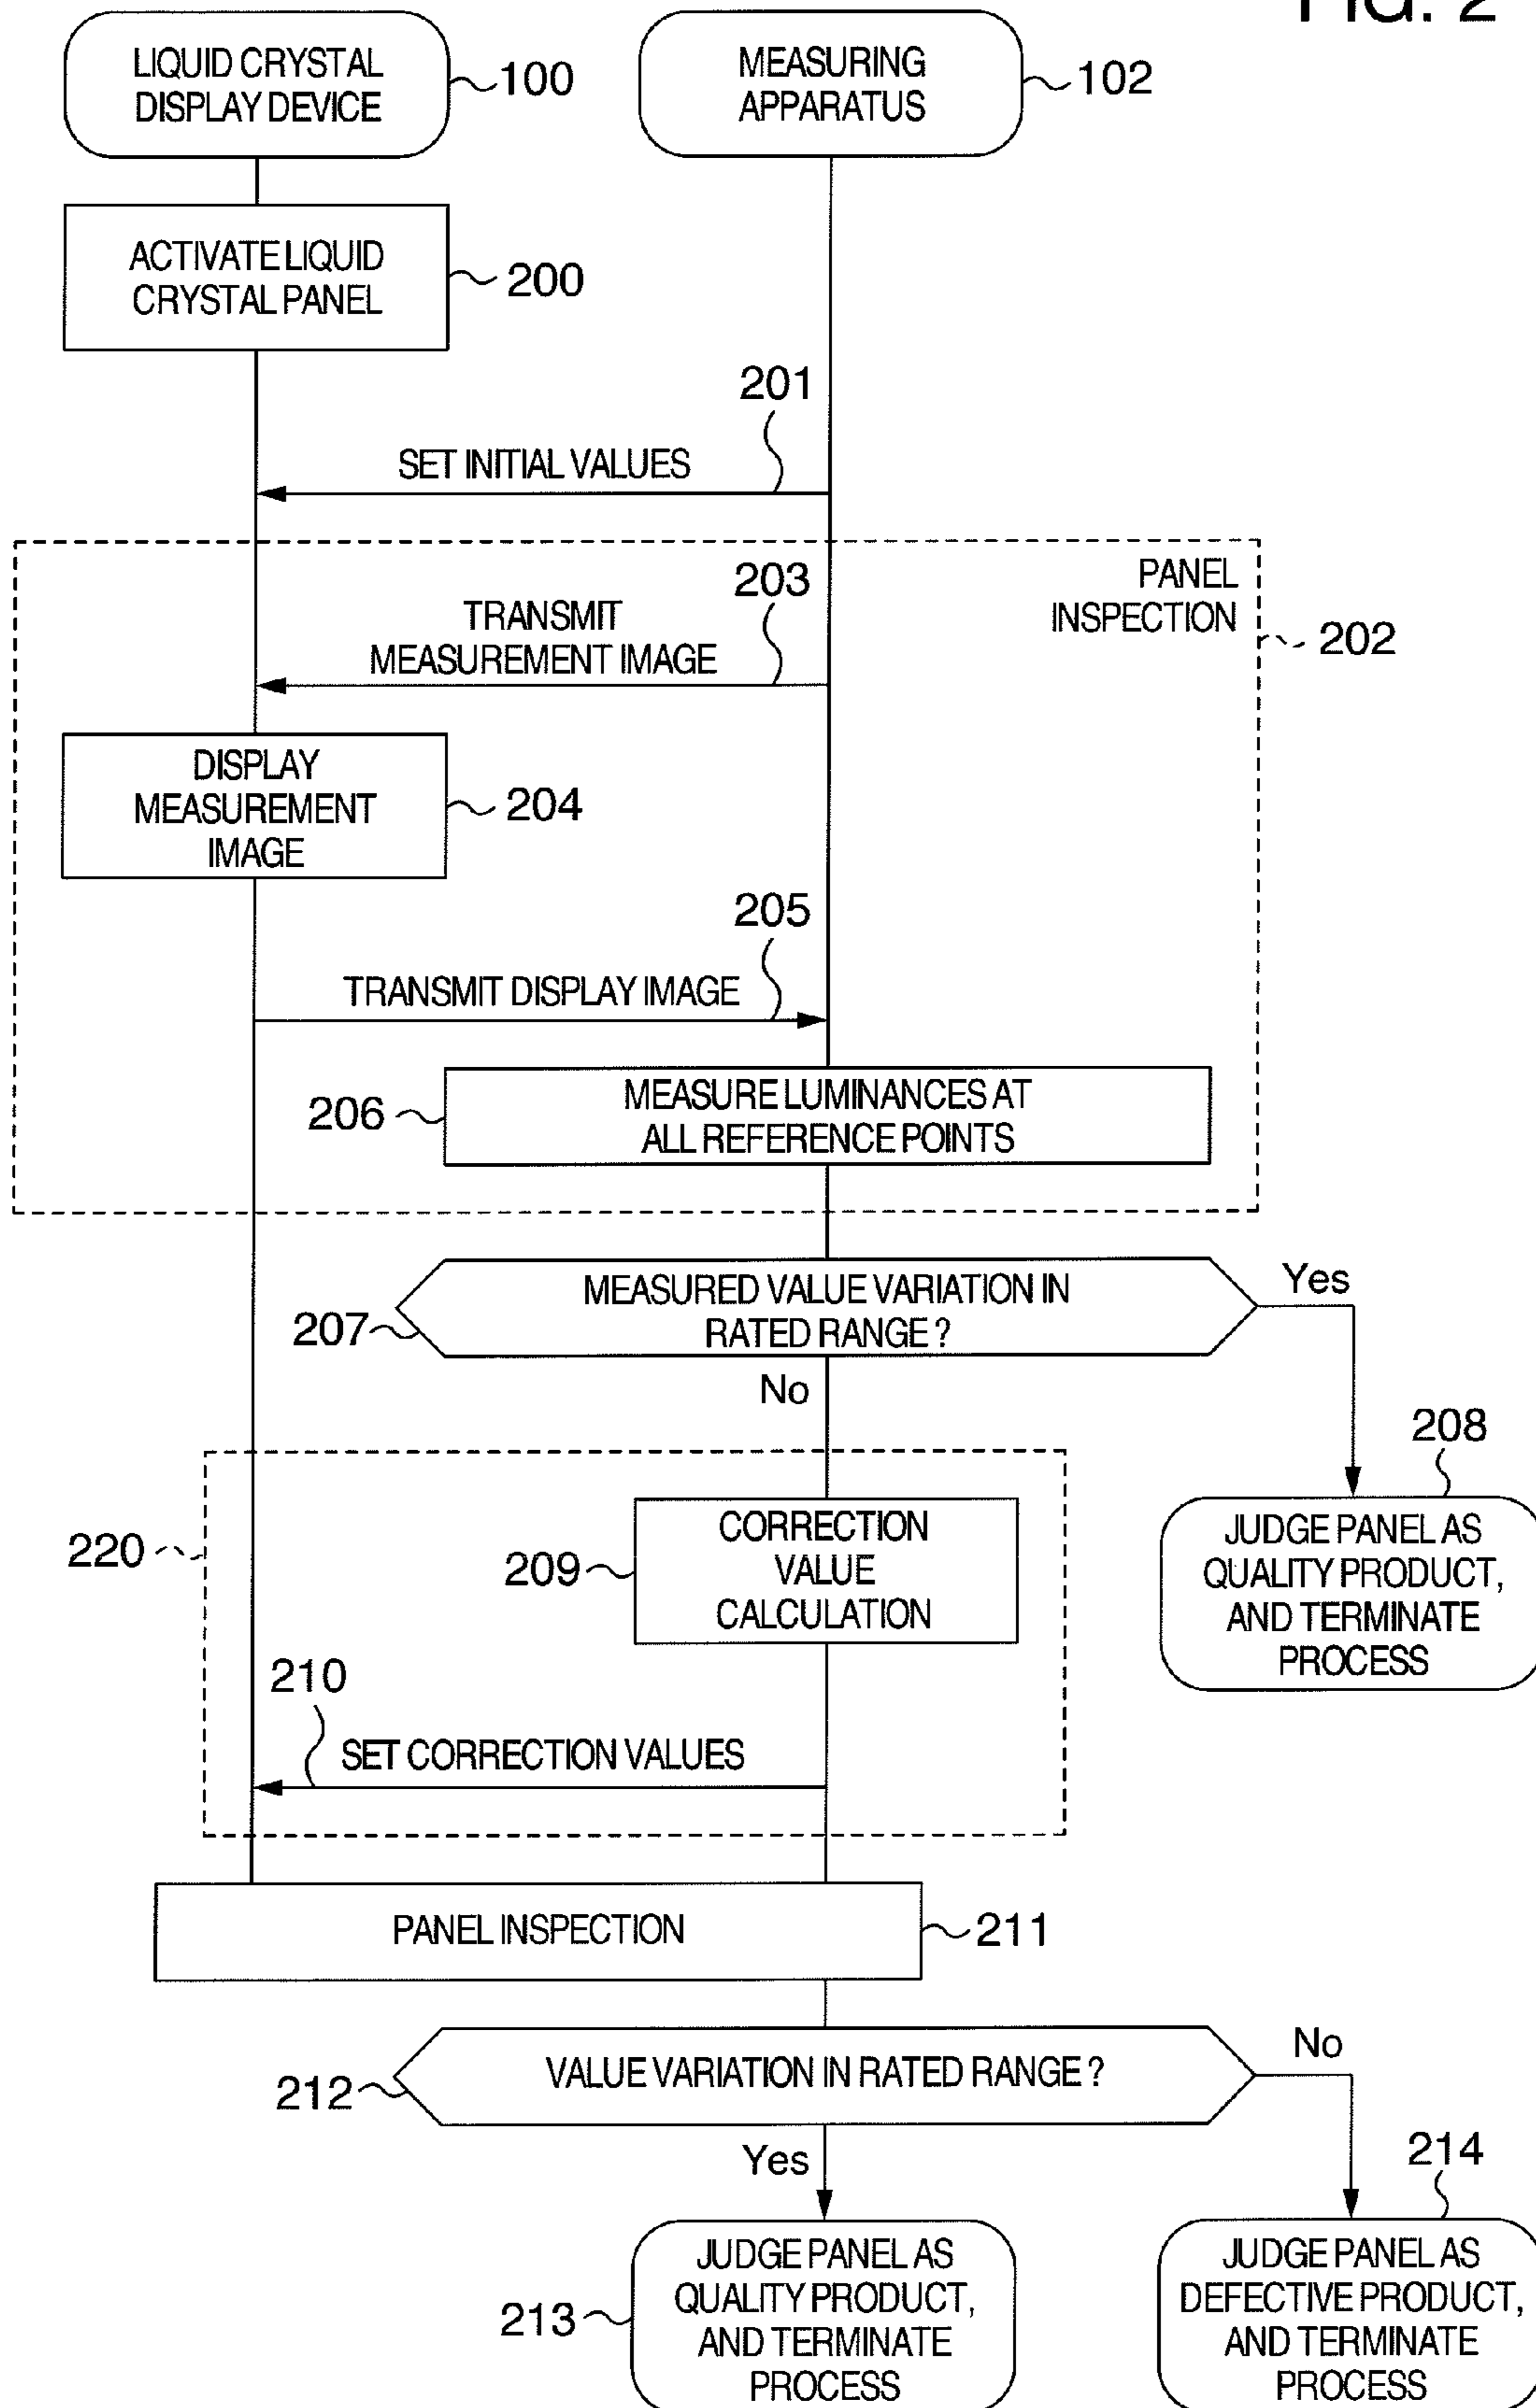 FIG. 2
LIQUID CRYSTAL
DISPLAY DEVICE
100
MEASURING
APPARATUS
102
ACTIVATE LIQUID
CRYSTAL PANEL
200
201
SET INITIAL VALUES
PANEL
INSPECTION
202
203
TRANSMIT
MEASUREMENT IMAGE
DISPLAY
MEASUREMENT
IMAGE
204
205
TRANSMIT DISPLAY IMAGE
206
MEASURE LUMINANCES AT
ALL REFERENCE POINTS
207
MEASURED VALUE VARIATION IN
RATED RANGE ?
Yes
No
208
JUDGE PANEL AS
QUALITY PRODUCT,
AND TERMINATE
PROCESS
220
209
CORRECTION
VALUE
CALCULATION
210
SET CORRECTION VALUES
PANEL INSPECTION
211
212
VALUE VARIATION IN RATED RANGE ?
No
Yes
213
JUDGE PANEL AS
QUALITY PRODUCT,
AND TERMINATE
PROCESS
214
JUDGE PANEL AS
DEFECTIVE PRODUCT,
AND TERMINATE
PROCESS